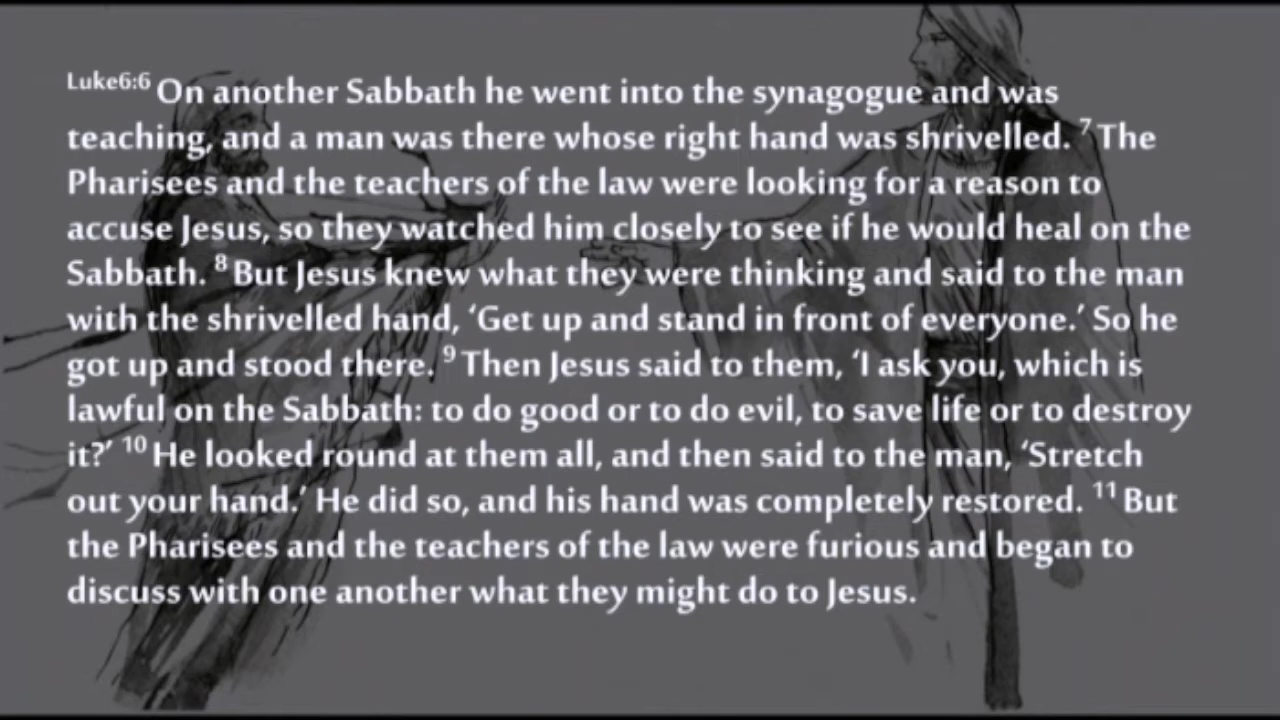 Luke6:6 On another Sabbath he went into the synagogue and was
teaching, and a man was there whose right hand was shrivelled. 7 The
Pharisees and the teachers of the law were looking for a reason to
accuse Jesus, so they watched him closely to see if he would heal on the
Sabbath. 8 But Jesus knew what they were thinking and said to the man
with the shrivelled hand, ‘Get up and stand in front of everyone.’ So he
got up and stood there. 9 Then Jesus said to them, ‘I ask you, which is
lawful on the Sabbath: to do good or to do evil, to save life or to destroy
it?’ 10 He looked round at them all, and then said to the man, ‘Stretch
out your hand.’ He did so, and his hand was completely restored. 11 But
the Pharisees and the teachers of the law were furious and began to
discuss with one another what they might do to Jesus.